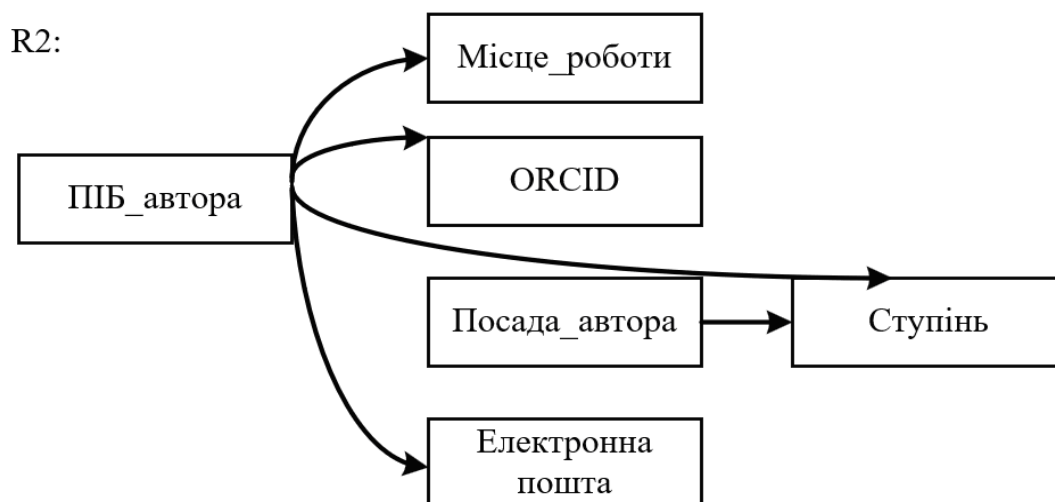 R2:
Місце_роботи
ПІБ_автора
ORCID
Посада_автора
Ступінь
Електронна
пошта